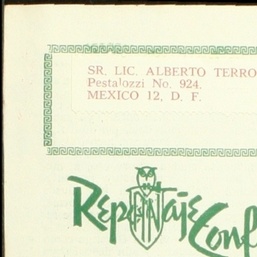 SR. LIC. ALBERTO TERRO
Pestalozzi No. 924.
MEXICO 12, D. F.
Reportaje Conf